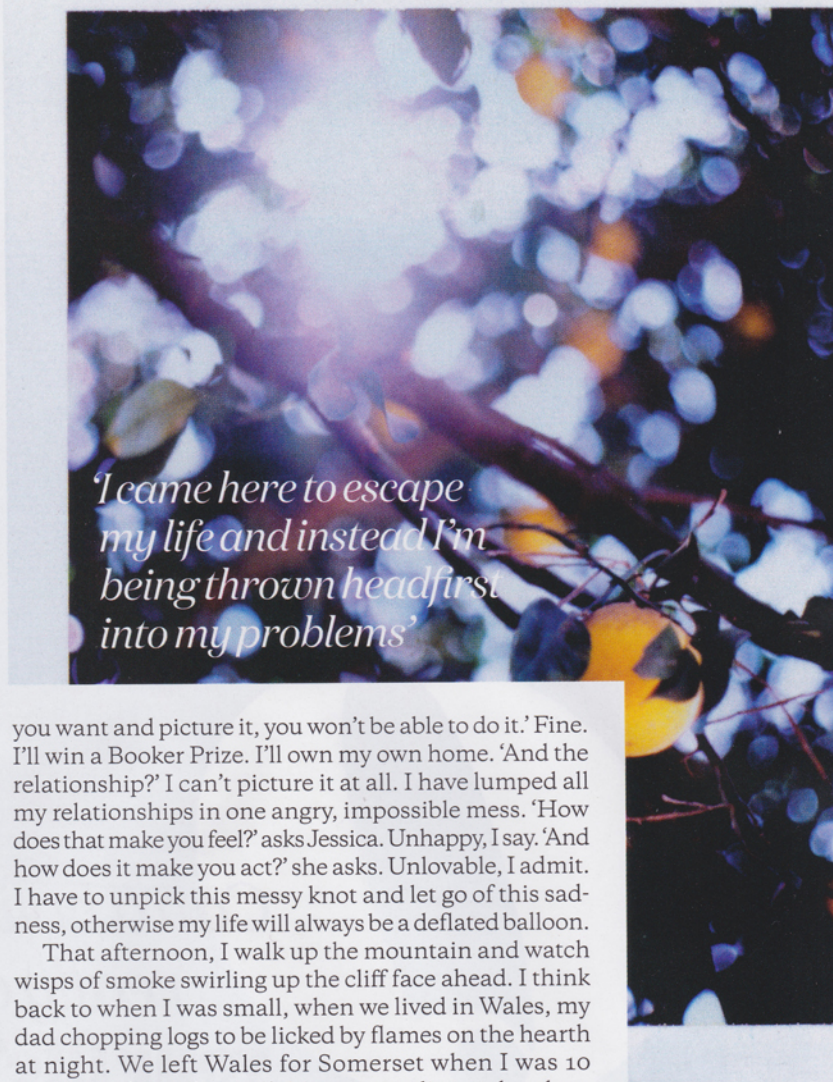 ‘I came here to escape
my life and instead I’m
being thrown headfirst
into my problems’
you want and picture it, you won’t be able to do it.’ Fine.
I’ll win a Booker Prize. I’ll own my own home. ‘And the
relationship?’ I can’t picture it at all. I have lumped all
my relationships in one angry, impossible mess. ‘How
does that make you feel?’ asks Jessica. Unhappy, I say. ‘And
how does it make you act?’ she asks. Unlovable, I admit.
I have to unpick this messy knot and let go of this sad-
ness, otherwise my life will always be a deflated balloon.
That afternoon, I walk up the mountain and watch
wisps of smoke swirling up the cliff face ahead. I think
back to when I was small, when we lived in Wales, my
dad chopping logs to be licked by flames on the hearth
at night. We left Wales for Somerset when I was 10